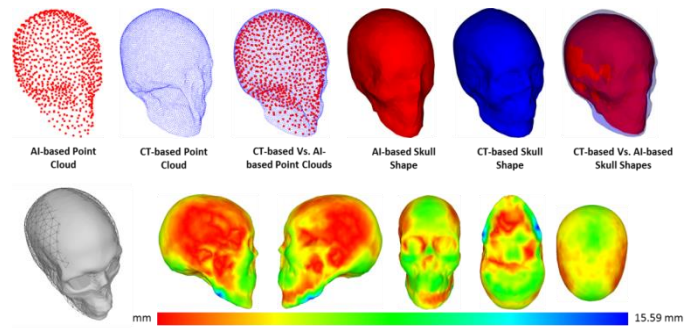 AI-based Point
Cloud
CT-based Point
Cloud
CT-based Vs. AI-
based Point Clouds
AI-based Skull
Shape
CT-based Skull
Shape
CT-based Vs. AI-based
Skull Shapes
mm
15.59 mm